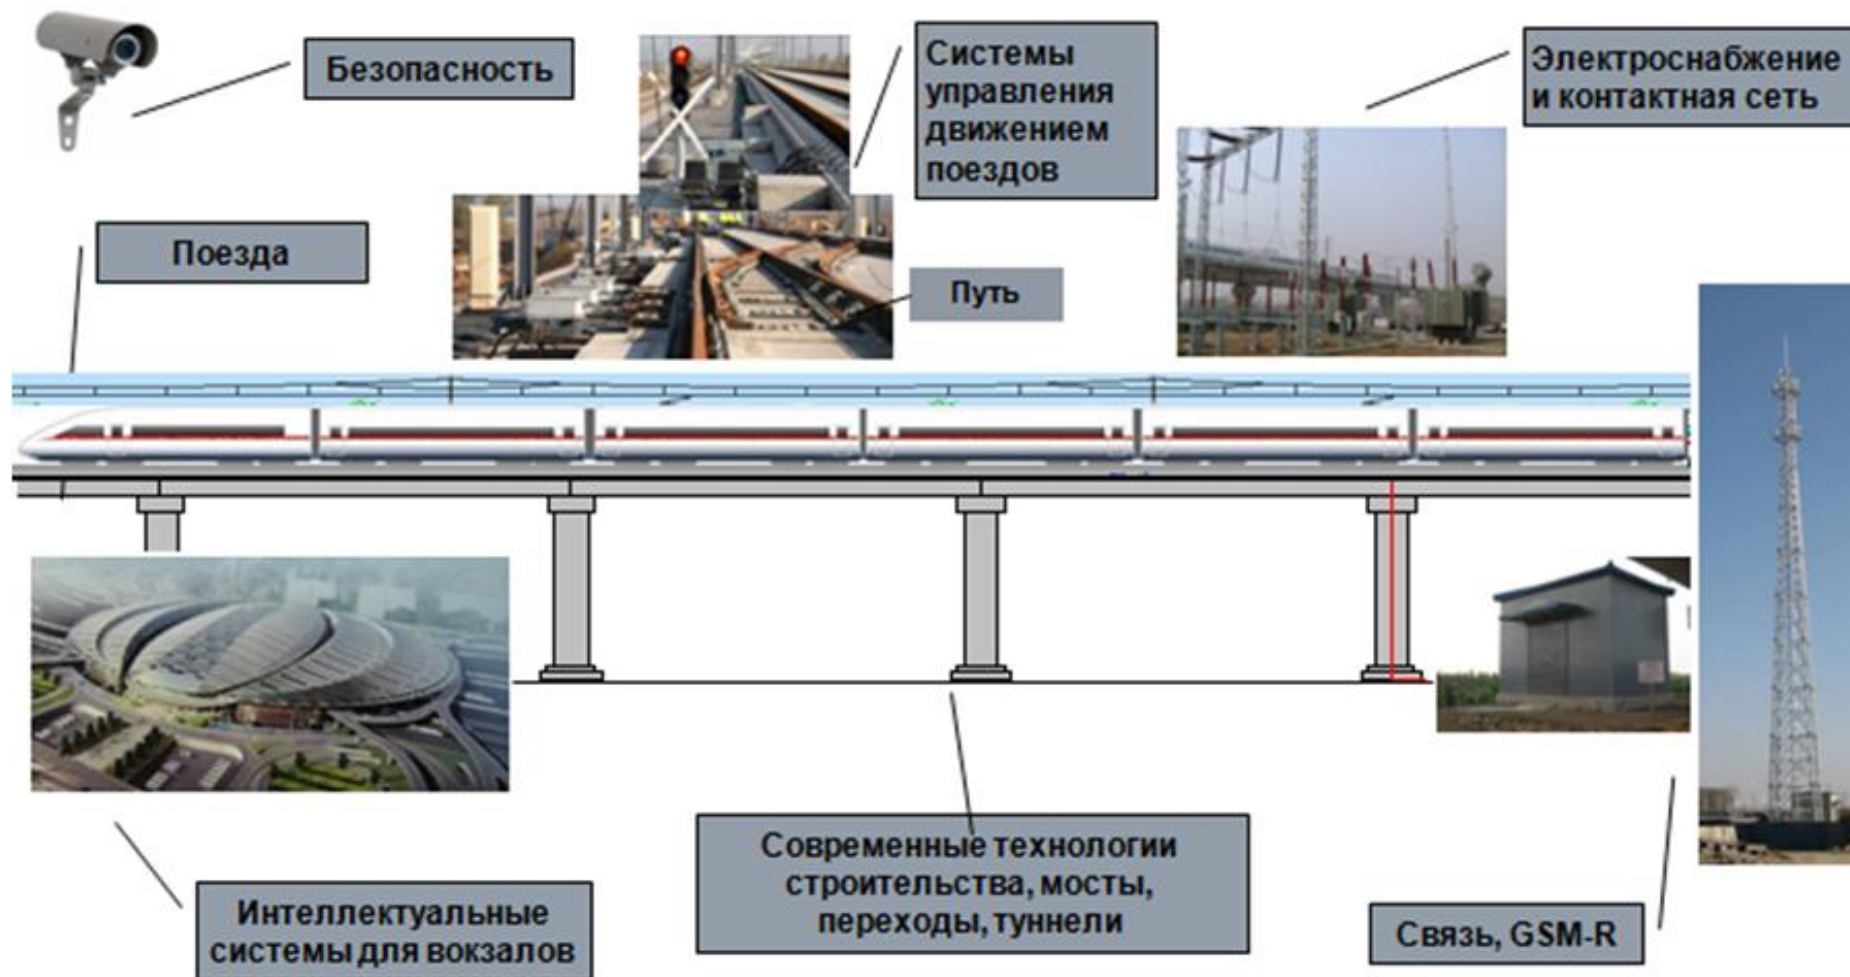 Безопасность
Системы
управления
движением
поездов
Электроснабжение
и контактная сеть
Поезда
Путь
Современные технологии
строительства, мосты,
переходы, туннели
Интеллектуальные
системы для вокзалов
Связь, GSM-R